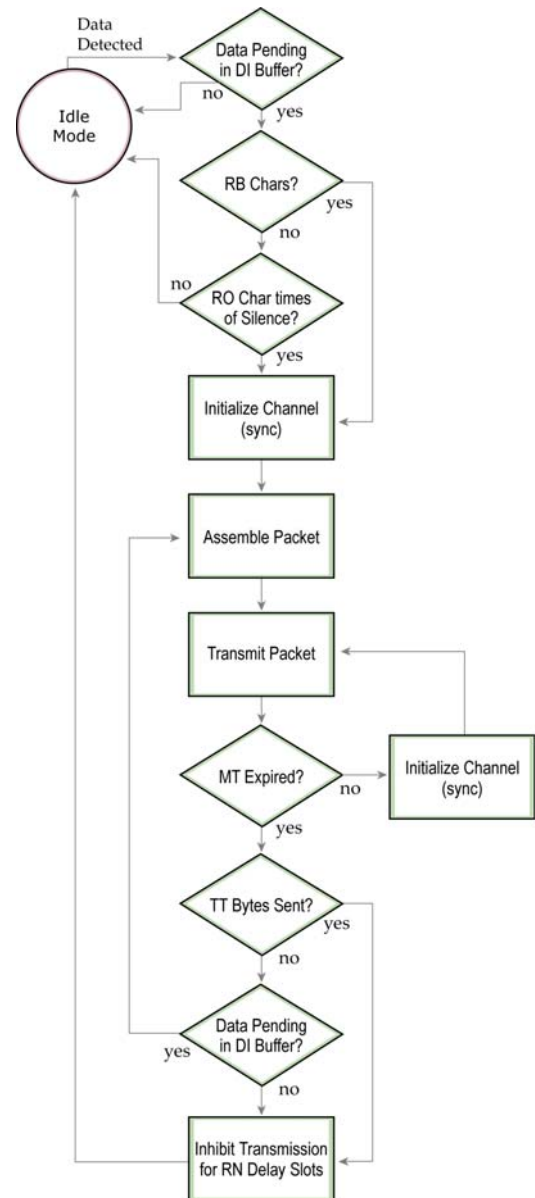 Data
Detected
Data Pending
in DI Buffer?
no
yes
Idle
Mode
RB Chars?
yes
no
no
RO Char times
of Silence?
yes
Initialize Channel
(sync)
Assemble Packet
Transmit Packet
MT Expired?
no
Initialize Channel
(sync)
yes
TT Bytes Sent?
yes
no
Data Pending
in DI Buffer?
yes
no
Inhibit Transmission
for RN Delay Slots